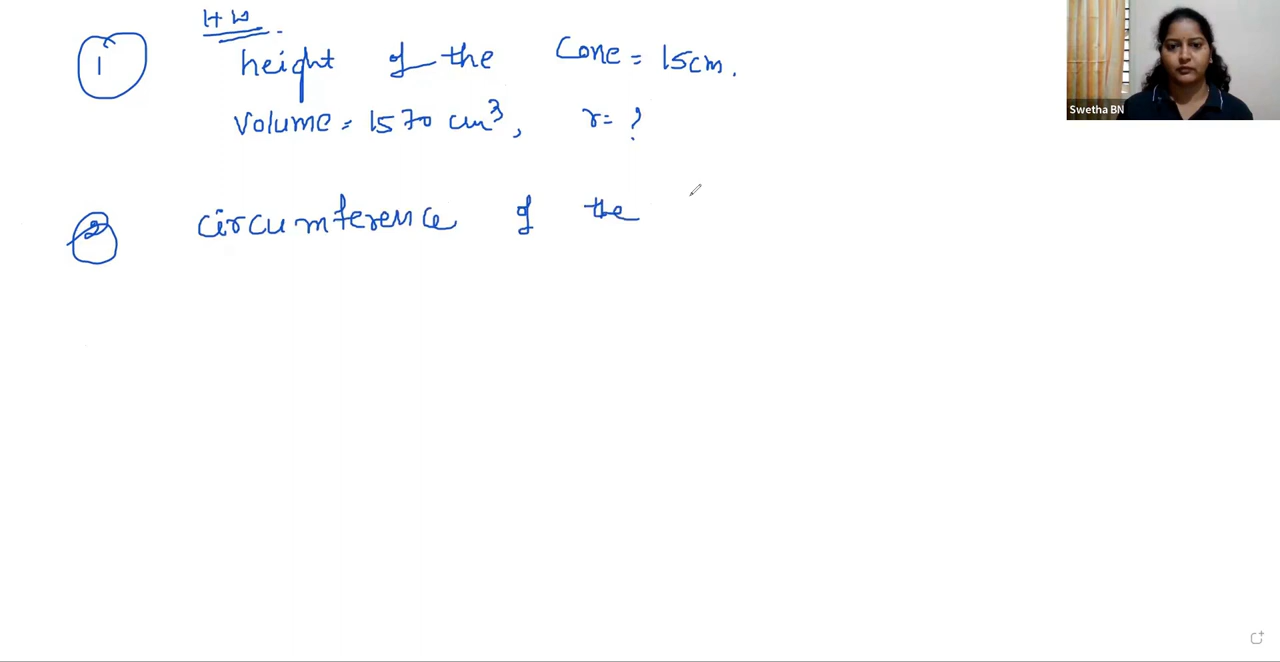 HW
1 height of the Cone = 15cm.
Volume = 1570 cm³, r = ?
2 circumference of the
Swetha BN